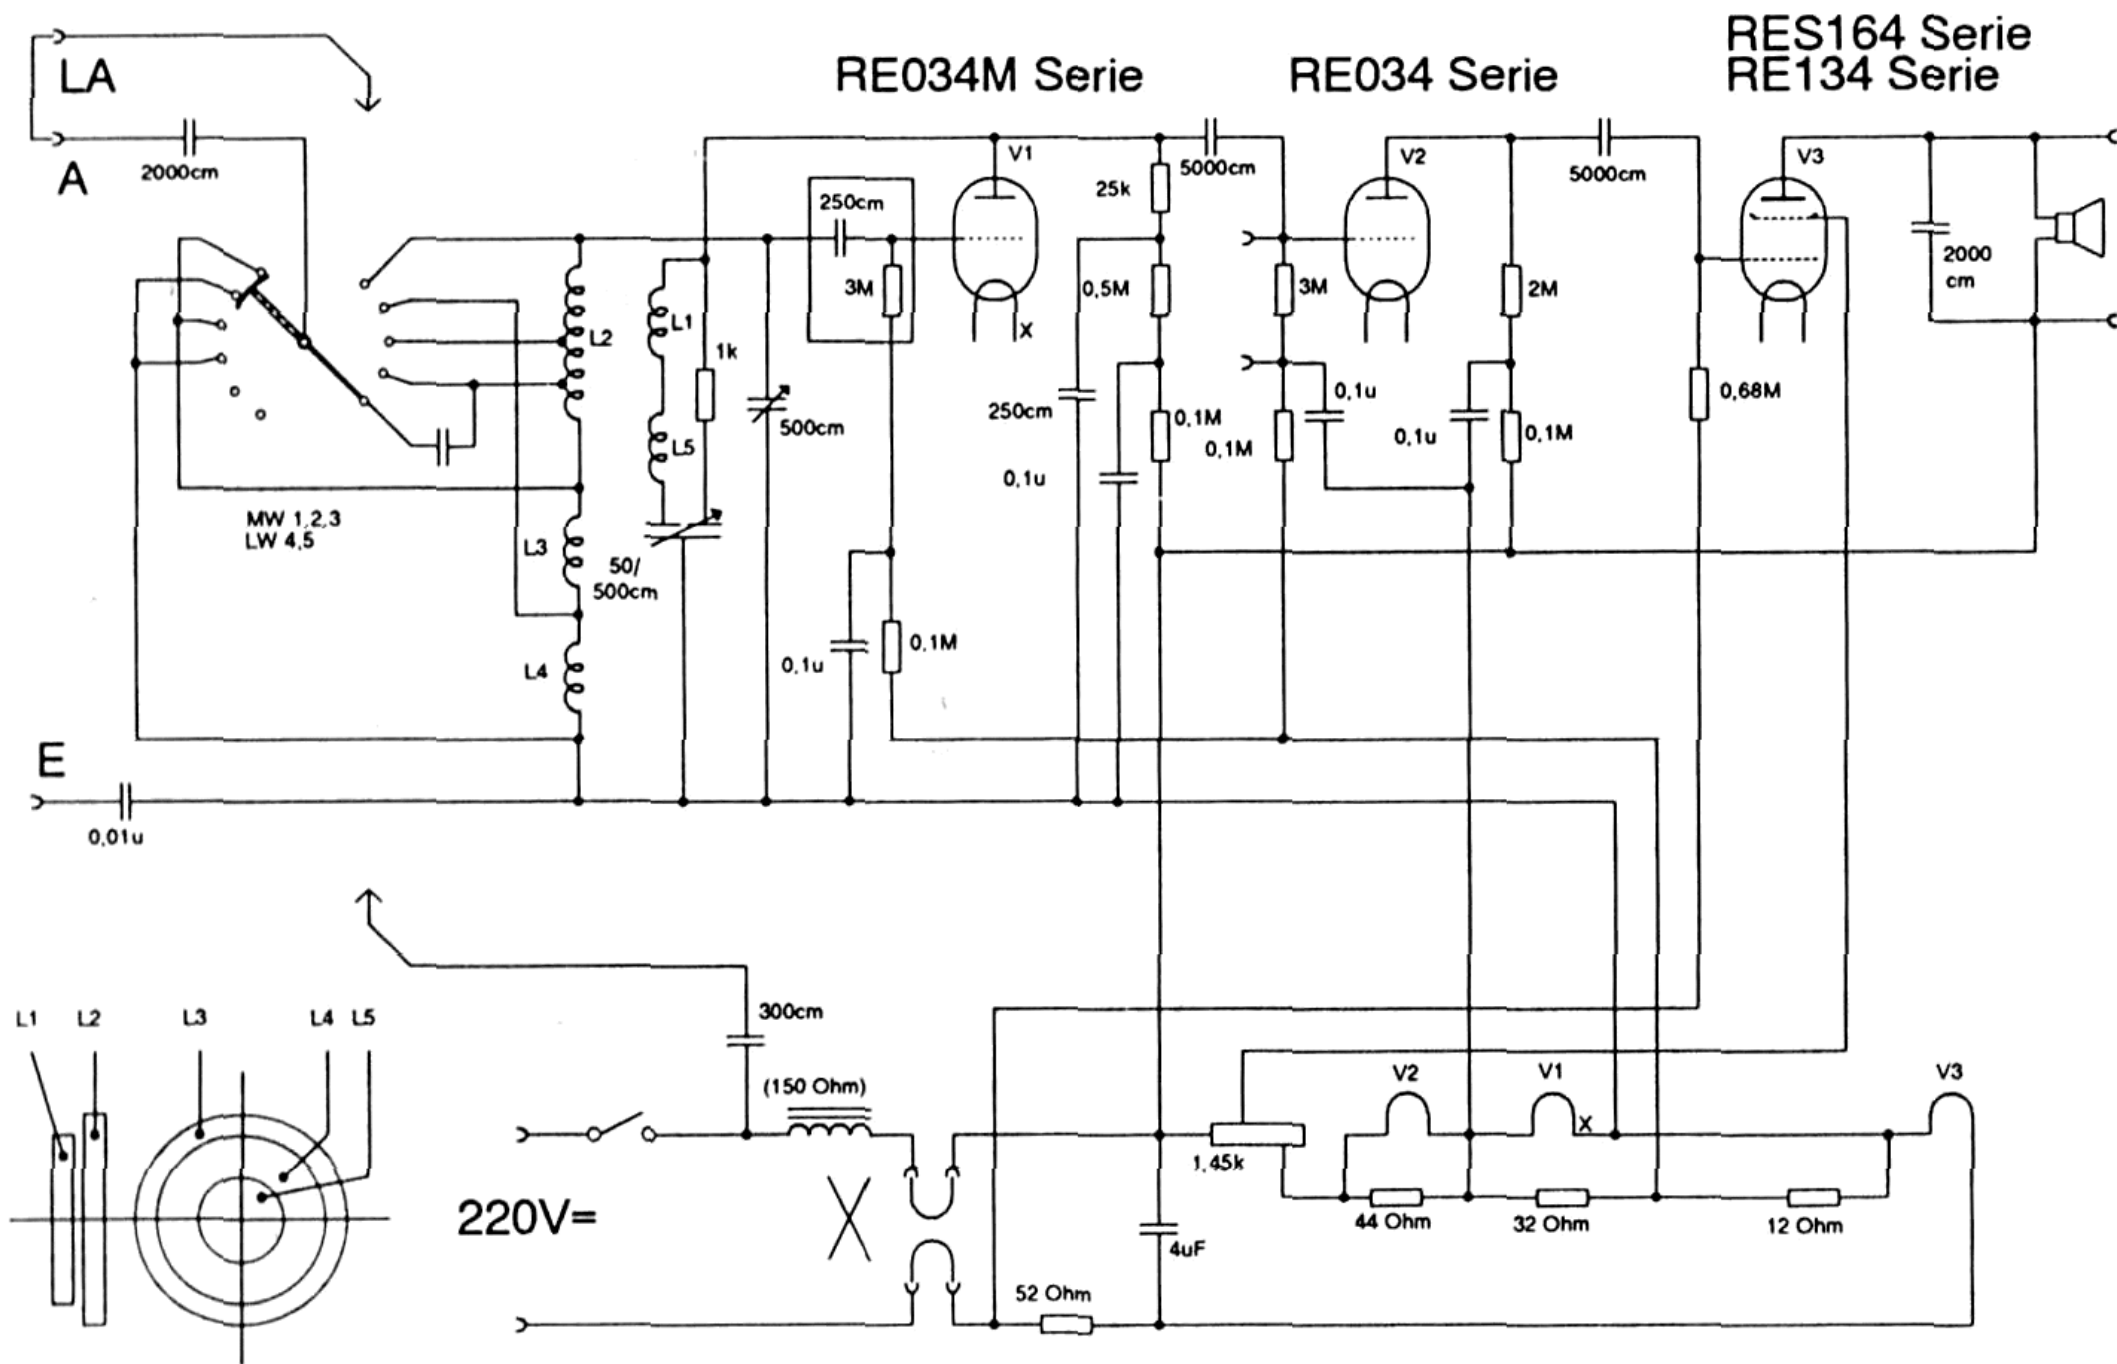 RES164 Serie
RE034M Serie
RE034 Serie
RE134 Serie
LA
A
2000cm
V1
5000cm
V2
5000cm
V3
25k
250cm
3M
0,5M
3M
2M
2000
cm
X
L1
L2
1k
500cm
250cm
0,1M
0,1u
0,1M
0,1u
0,1M
0,68M
L5
0,1u
MW 1,2,3
LW 4,5
L3
50/
500cm
L4
0,1u
0,1M
E
0,01u
L1
L2
L3
L4
L5
300cm
(150 Ohm)
V2
V1
V3
X
1,45k
220V=
44 Ohm
32 Ohm
12 Ohm
4uF
52 Ohm